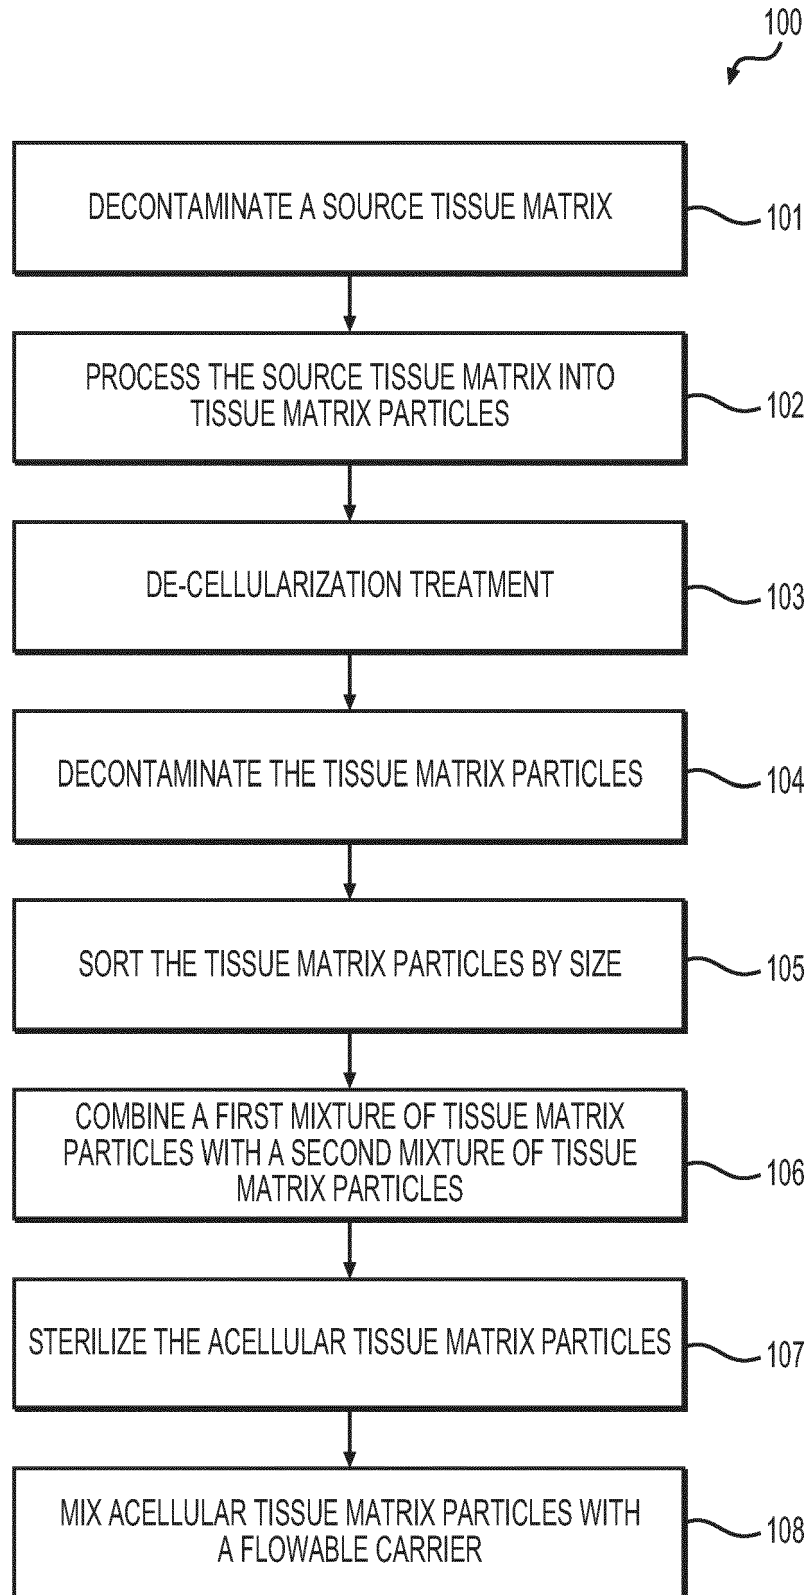 100
DECONTAMINATE A SOURCE TISSUE MATRIX
101
PROCESS THE SOURCE TISSUE MATRIX INTO
TISSUE MATRIX PARTICLES
102
DE-CELLULARIZATION TREATMENT
103
DECONTAMINATE THE TISSUE MATRIX PARTICLES
104
SORT THE TISSUE MATRIX PARTICLES BY SIZE
105
COMBINE A FIRST MIXTURE OF TISSUE MATRIX
PARTICLES WITH A SECOND MIXTURE OF TISSUE
MATRIX PARTICLES
106
STERILIZE THE ACELLULAR TISSUE MATRIX PARTICLES
107
MIX ACELLULAR TISSUE MATRIX PARTICLES WITH
A FLOWABLE CARRIER
108